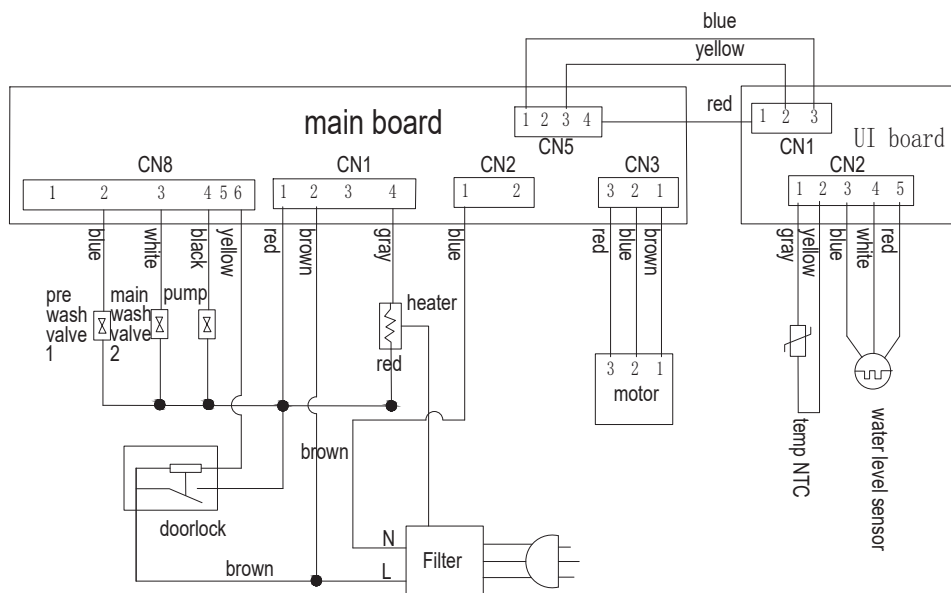 blue
yellow
red
main board
1 2 3 4
CN5
1 2 3
CN1
UI board
CN8
1 2 3 4 5 6
CN1
1 2 3 4
CN2
1 2
CN3
3 2 1
CN2
1 2 3 4 5
blue
white
black
yellow
red
brown
gray
blue
red
blue
brown
gray
yellow
blue
white
red
pre
wash
valve
1
main
wash
valve
2
pump
heater
red
3 2 1
motor
temp NTC
water level sensor
brown
doorlock
brown
N
L
Filter